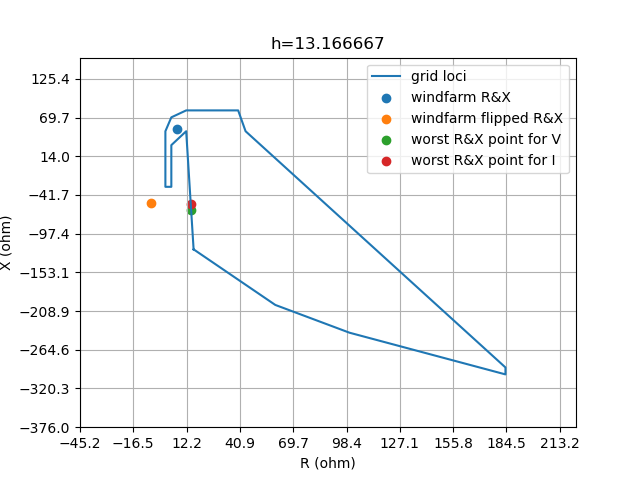 h=13.166667
grid loci
windfarm R&X
windfarm flipped R&X
worst R&X point for V
worst R&X point for I
125.4
69.7
14.0
−41.7
−97.4
−153.1
−208.9
−264.6
−320.3
−376.0
X (ohm)
−45.2 −16.5 12.2 40.9 69.7 98.4 127.1 155.8 184.5 213.2
R (ohm)